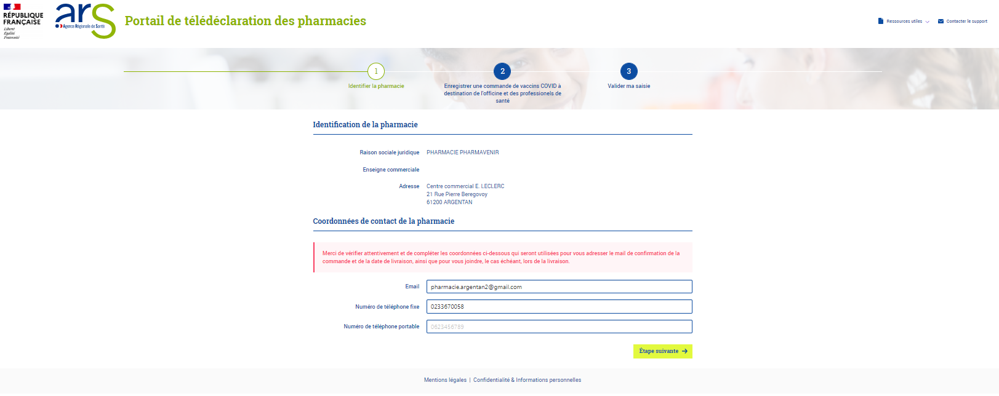 RÉPUBLIQUE
FRANÇAISE
Liberté
Égalité
Fraternité
ars
Agence Régionale de Santé
Portail de télédéclaration des pharmacies
Ressources utiles
Contacter le support
1
Identifier la pharmacie
2
Enregistrer une commande de vaccins COVID à
destination de l'officine et des professionels de
santé
3
Valider ma saisie
Identification de la pharmacie
Raison sociale juridique PHARMACIE PHARMAVENIR
Enseigne commerciale
Adresse Centre commercial E. LECLERC
21 Rue Pierre Beregovoy
61200 ARGENTAN
Coordonnées de contact de la pharmacie
Merci de vérifier attentivement et de compléter les coordonnées ci-dessous qui seront utilisées pour vous adresser le mail de confirmation de la
commande et de la date de livraison, ainsi que pour vous joindre, le cas échéant, lors de la livraison.
Email pharmacie.argentan2@gmail.com
Numéro de téléphone fixe 0233670058
Numéro de téléphone portable 0623456789
Étape suivante →
Mentions légales | Confidentialité & Informations personnelles